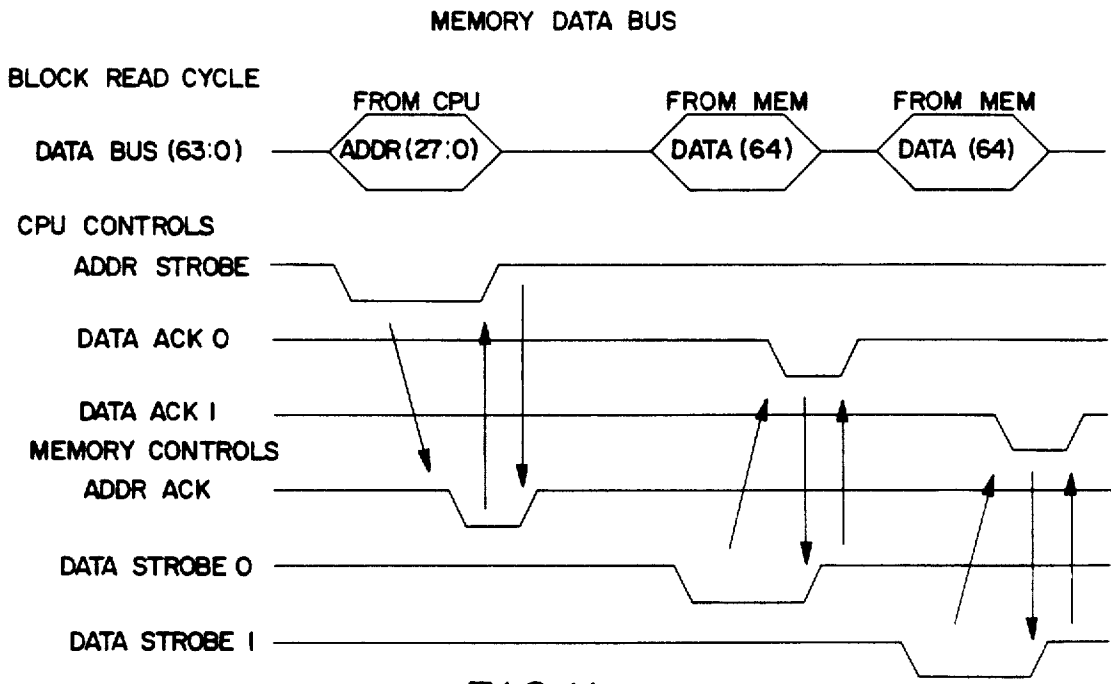 MEMORY DATA BUS
BLOCK READ CYCLE
FROM CPU FROM MEM FROM MEM
DATA BUS (63:0) ADDR (27:0) DATA (64) DATA (64)
CPU CONTROLS
ADDR STROBE
DATA ACK 0
DATA ACK 1
MEMORY CONTROLS
ADDR ACK
DATA STROBE 0
DATA STROBE 1